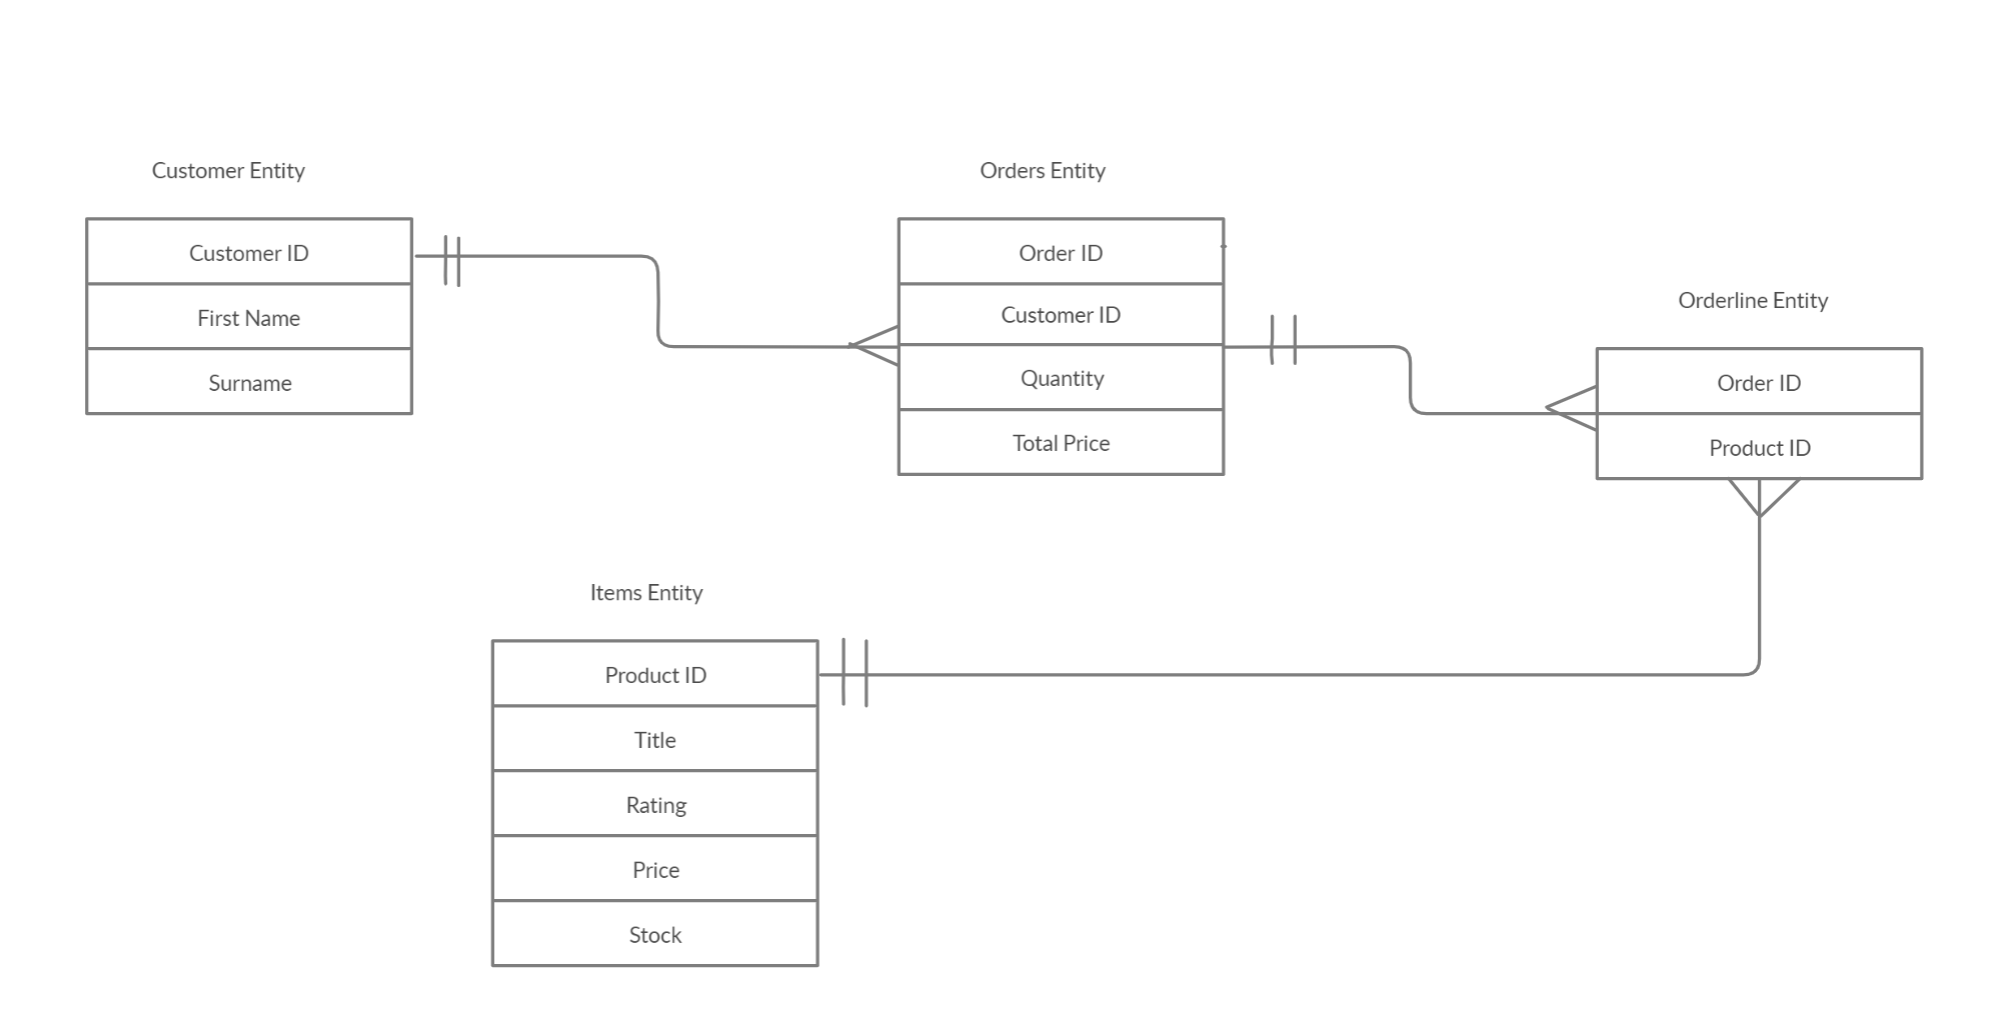 Customer Entity
Customer ID
First Name
Surname
Orders Entity
Order ID
Customer ID
Quantity
Total Price
Orderline Entity
Order ID
Product ID
Items Entity
Product ID
Title
Rating
Price
Stock